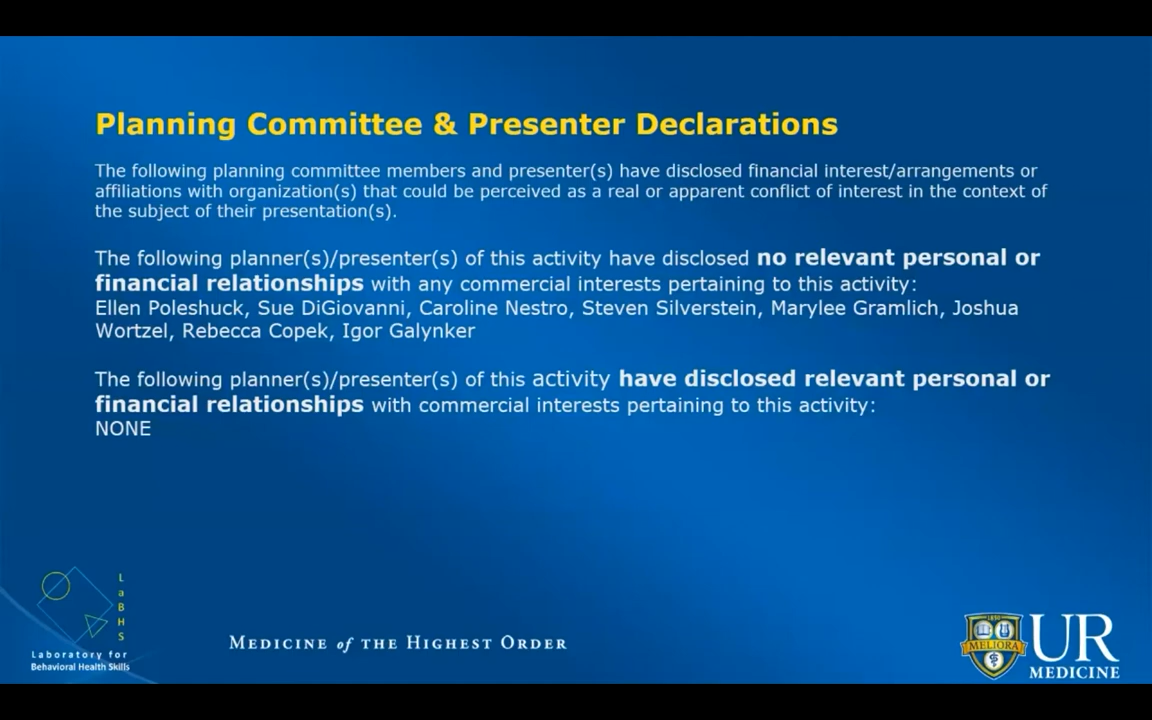 Planning Committee & Presenter Declarations
The following planning committee members and presenter(s) have disclosed financial interest/arrangements or
affiliations with organization(s) that could be perceived as a real or apparent conflict of interest in the context of
the subject of their presentation(s).
The following planner(s)/presenter(s) of this activity have disclosed no relevant personal or
financial relationships with any commercial interests pertaining to this activity:
Ellen Poleshuck, Sue DiGiovanni, Caroline Nestro, Steven Silverstein, Marylee Gramlich, Joshua
Wortzel, Rebecca Copek, Igor Galynker
The following planner(s)/presenter(s) of this activity have disclosed relevant personal or
financial relationships with commercial interests pertaining to this activity:
NONE
L
a
B
H
S
Laboratory for
Behavioral Health Skills
MEDICINE of THE HIGHEST ORDER
1850
MELIORA
UR
MEDICINE